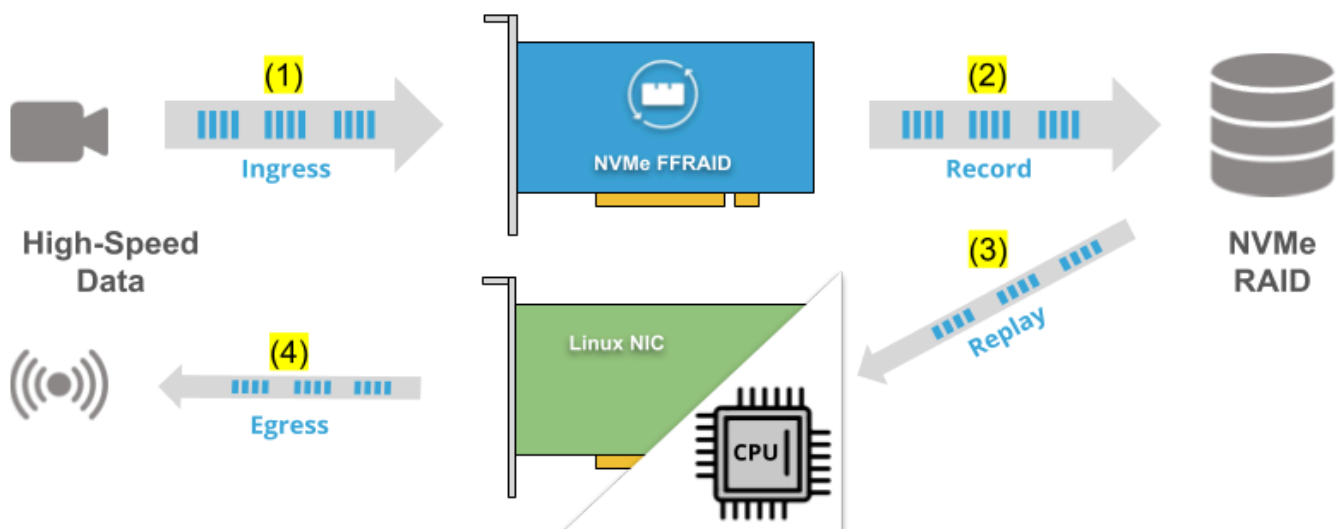 (1)
Ingress
NVMe FFRAID
(2)
Record
High-Speed
Data
(3)
Replay
NVMe
RAID
Linux NIC
CPU
(4)
Egress